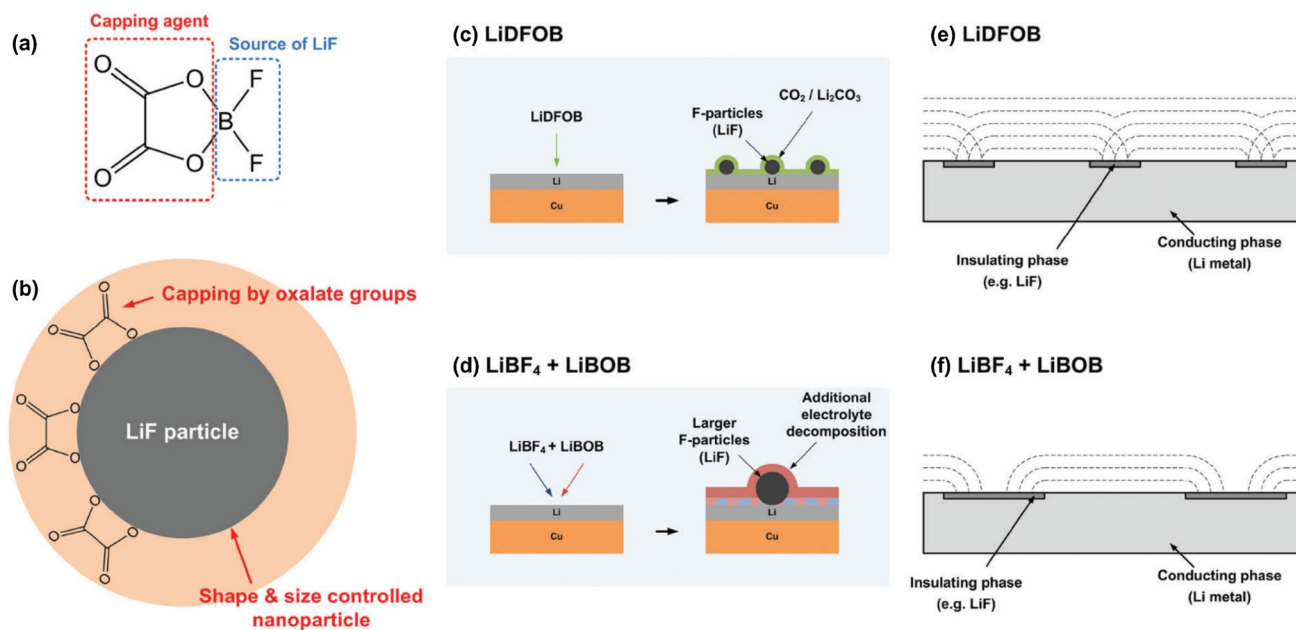 (a)
Capping agent
Source of LiF
O
O
F
B
O
O
F
(b)
Capping by oxalate groups
O
O
O
O
O
O
O
O
O
O
O
O
LiF particle
Shape & size controlled
nanoparticle
(c) LiDFOB
LiDFOB
Li
Cu
F-particles
(LiF)
CO₂ / Li₂CO₃
Li
Cu
(d) LiBF₄ + LiBOB
LiBF₄ + LiBOB
Li
Cu
Larger
F-particles
(LiF)
Additional
electrolyte
decomposition
Li
Cu
(e) LiDFOB
Insulating phase
(e.g. LiF)
Conducting phase
(Li metal)
(f) LiBF₄ + LiBOB
Insulating phase
(e.g. LiF)
Conducting phase
(Li metal)